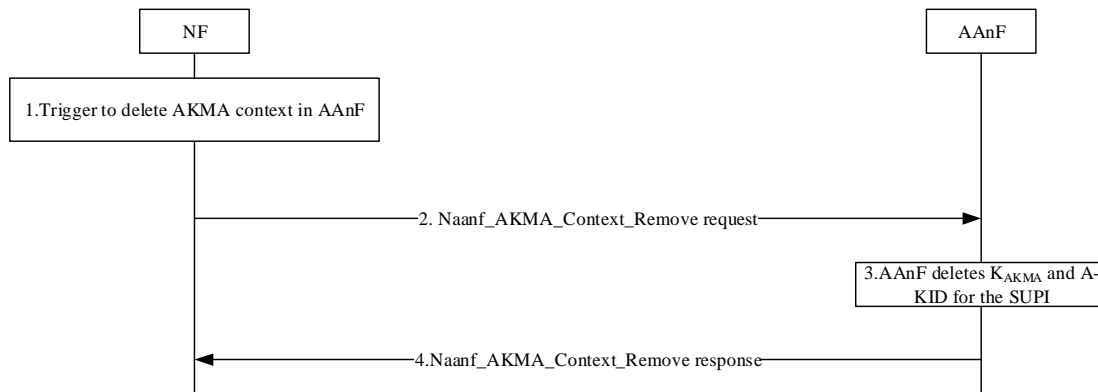 NF
AAnF
1.Trigger to delete AKMA context in AAnF
2. Naanf_AKMA_Context_Remove request
3.AAnF deletes KAKMA and A-
KID for the SUPI
4.Naanf_AKMA_Context_Remove response